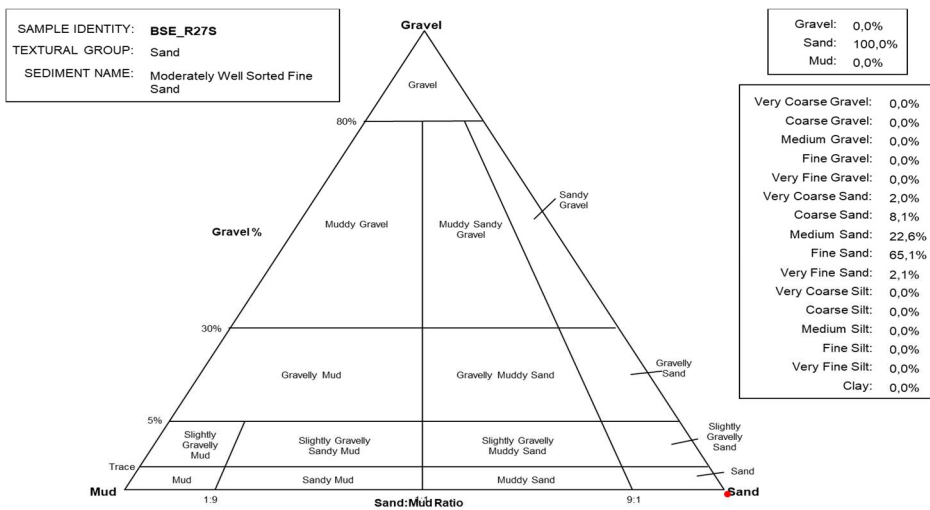 SAMPLE IDENTITY: BSE_R27S
TEXTURAL GROUP: Sand
SEDIMENT NAME: Moderately Well Sorted Fine
Sand
Gravel
Gravel: 0,0%
Sand: 100,0%
Mud: 0,0%
Very Coarse Gravel: 0,0%
Coarse Gravel: 0,0%
Medium Gravel: 0,0%
Fine Gravel: 0,0%
Very Fine Gravel: 0,0%
Very Coarse Sand: 2,0%
Coarse Sand: 8,1%
Medium Sand: 22,6%
Fine Sand: 65,1%
Very Fine Sand: 2,1%
Very Coarse Silt: 0,0%
Coarse Silt: 0,0%
Medium Silt: 0,0%
Fine Silt: 0,0%
Very Fine Silt: 0,0%
Clay: 0,0%
Gravel
80%
Sandy
Gravel
Muddy Gravel
Muddy Sandy
Gravel
Gravel %
30%
Gravelly Mud
Gravelly Muddy Sand
Gravelly
Sand
5%
Slightly
Gravelly
Mud
Slightly Gravelly
Sandy Mud
Slightly Gravelly
Muddy Sand
Slightly
Gravelly
Sand
Trace
Mud
Sandy Mud
Muddy Sand
Sand
Mud
Sand
1:9
1:1
9:1
Sand:Mud Ratio